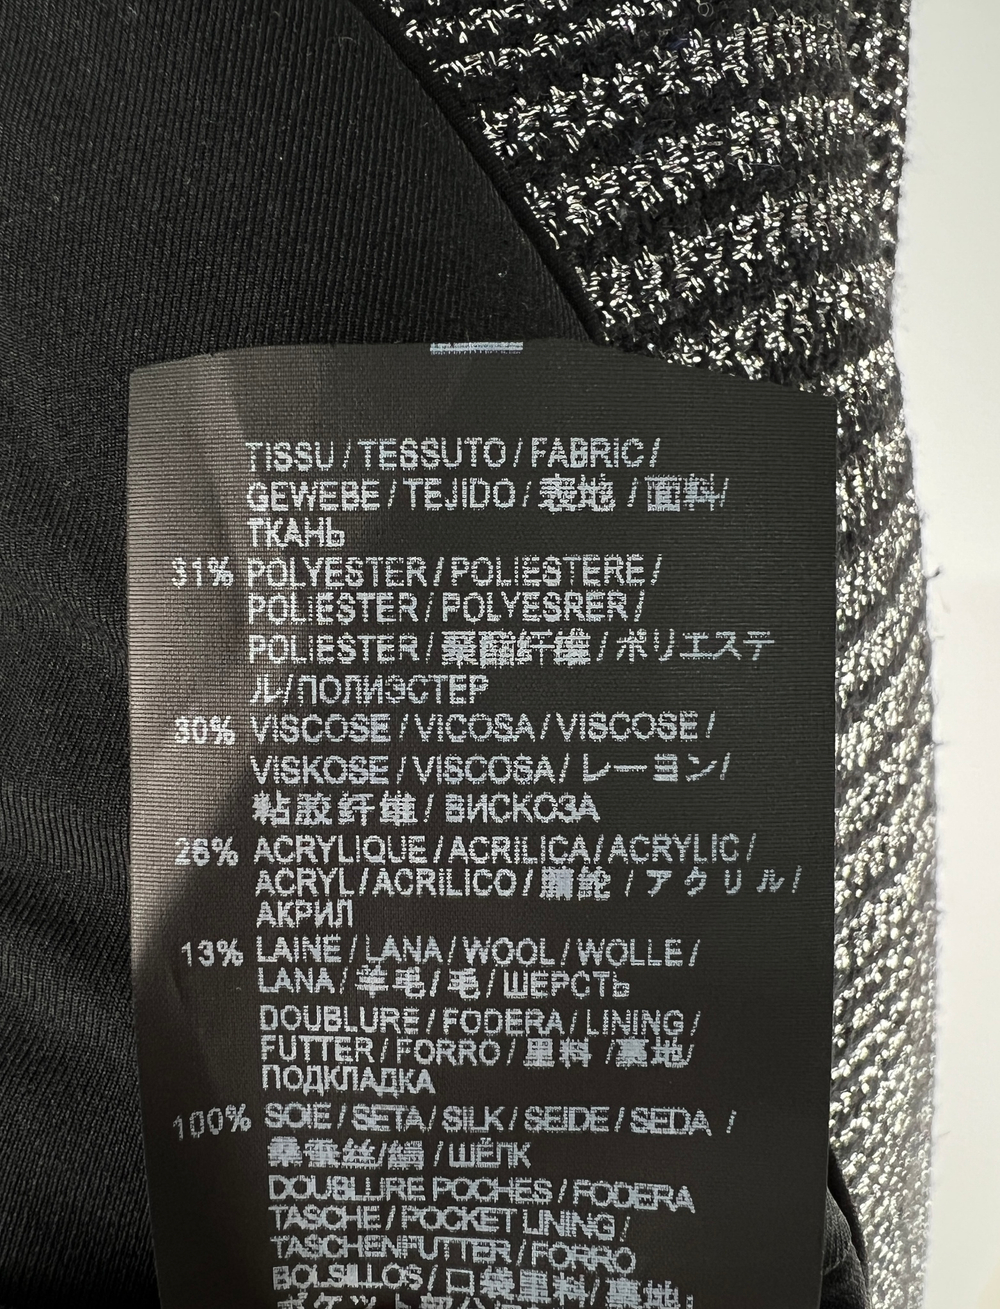 TISSU / TESSUTO / FABRIC /
GEWEBE / TEJIDO / 表地 / 面料/
ТКАНЬ
31% POLYESTER / POLIESTERE /
POLIESTER / POLYESRER /
POLIESTER / 聚酯纤维 / ポリエステ
ル/ПОЛИЭСТЕР
30% VISCOSE / VICOSA / VISCOSE /
VISKOSE / VISCOSA / レーヨン/
粘胶纤维 / ВИСКОЗА
26% ACRYLIQUE / ACRILICA / ACRYLIC /
ACRYL / ACRILICO / 腈纶 / アクリル/
АКРИЛ
13% LAINE / LANA / WOOL / WOLLE /
LANA / 羊毛/ 毛 / ШЕРСТЬ
DOUBLURE / FODERA / LINING /
FUTTER / FORRO / 里料 /裏地/
ПОДКЛАДКА
100% SOIE / SETA / SILK / SEIDE / SEDA /
桑蚕丝/絹 / ШЁЛК
DOUBLURE POCHES / FODERA
TASCHE / POCKET LINING /
TASCHENFUTTER / FORRO
BOLSILLOS / 口袋里料/ 裏地/